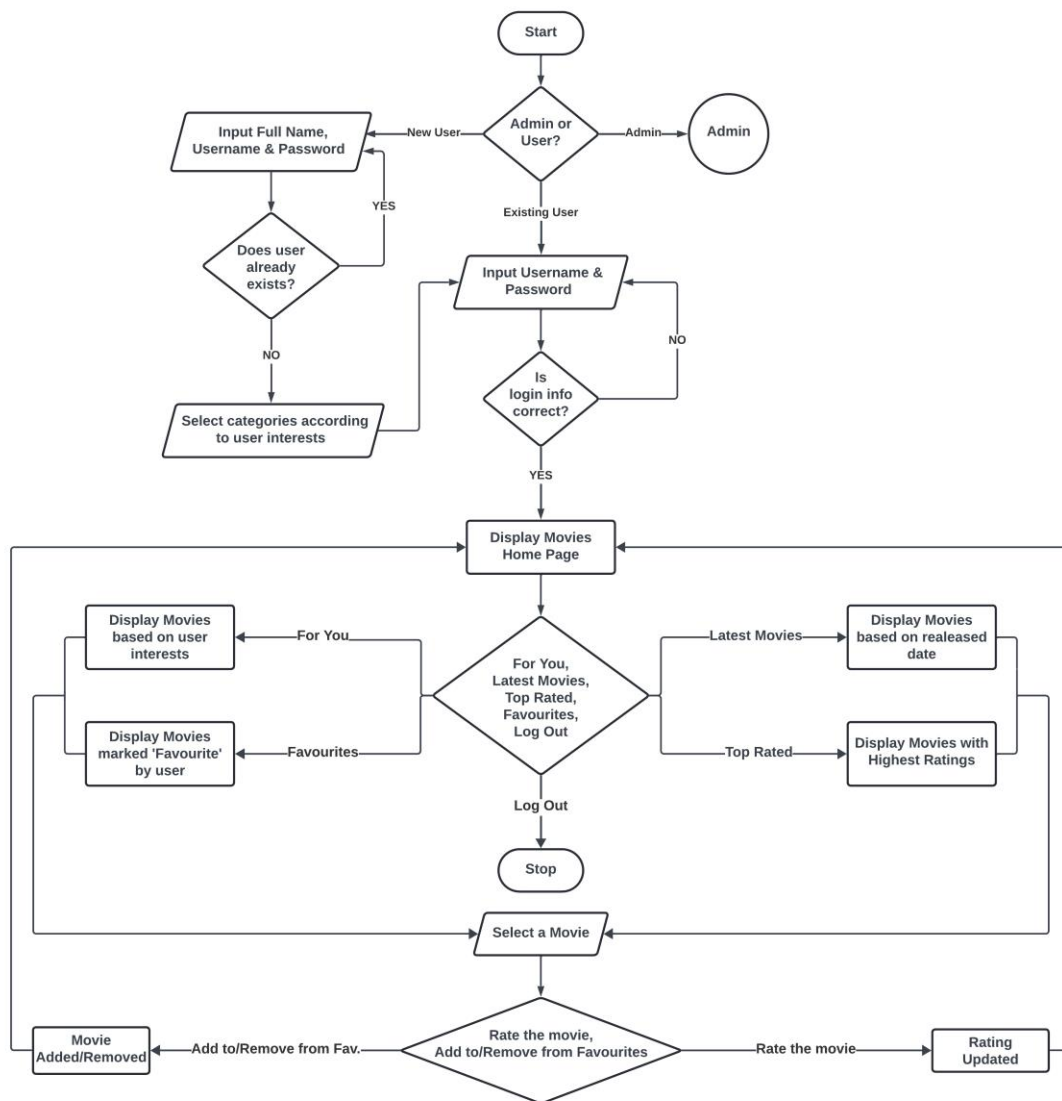 Start
Admin or
User?
New User
Admin
Admin
Input Full Name,
Username & Password
YES
Existing User
Does user
already
exists?
Input Username &
Password
NO
NO
Is
login info
correct?
Select categories according
to user interests
YES
Display Movies
Home Page
Display Movies
based on user
interests
For You
Latest Movies
Display Movies
based on realeased
date
For You,
Latest Movies,
Top Rated,
Favourites,
Log Out
Display Movies
marked 'Favourite'
by user
Favourites
Top Rated
Display Movies with
Highest Ratings
Log Out
Stop
Select a Movie
Movie
Added/Removed
Add to/Remove from Fav.
Rate the movie,
Add to/Remove from Favourites
Rate the movie
Rating
Updated